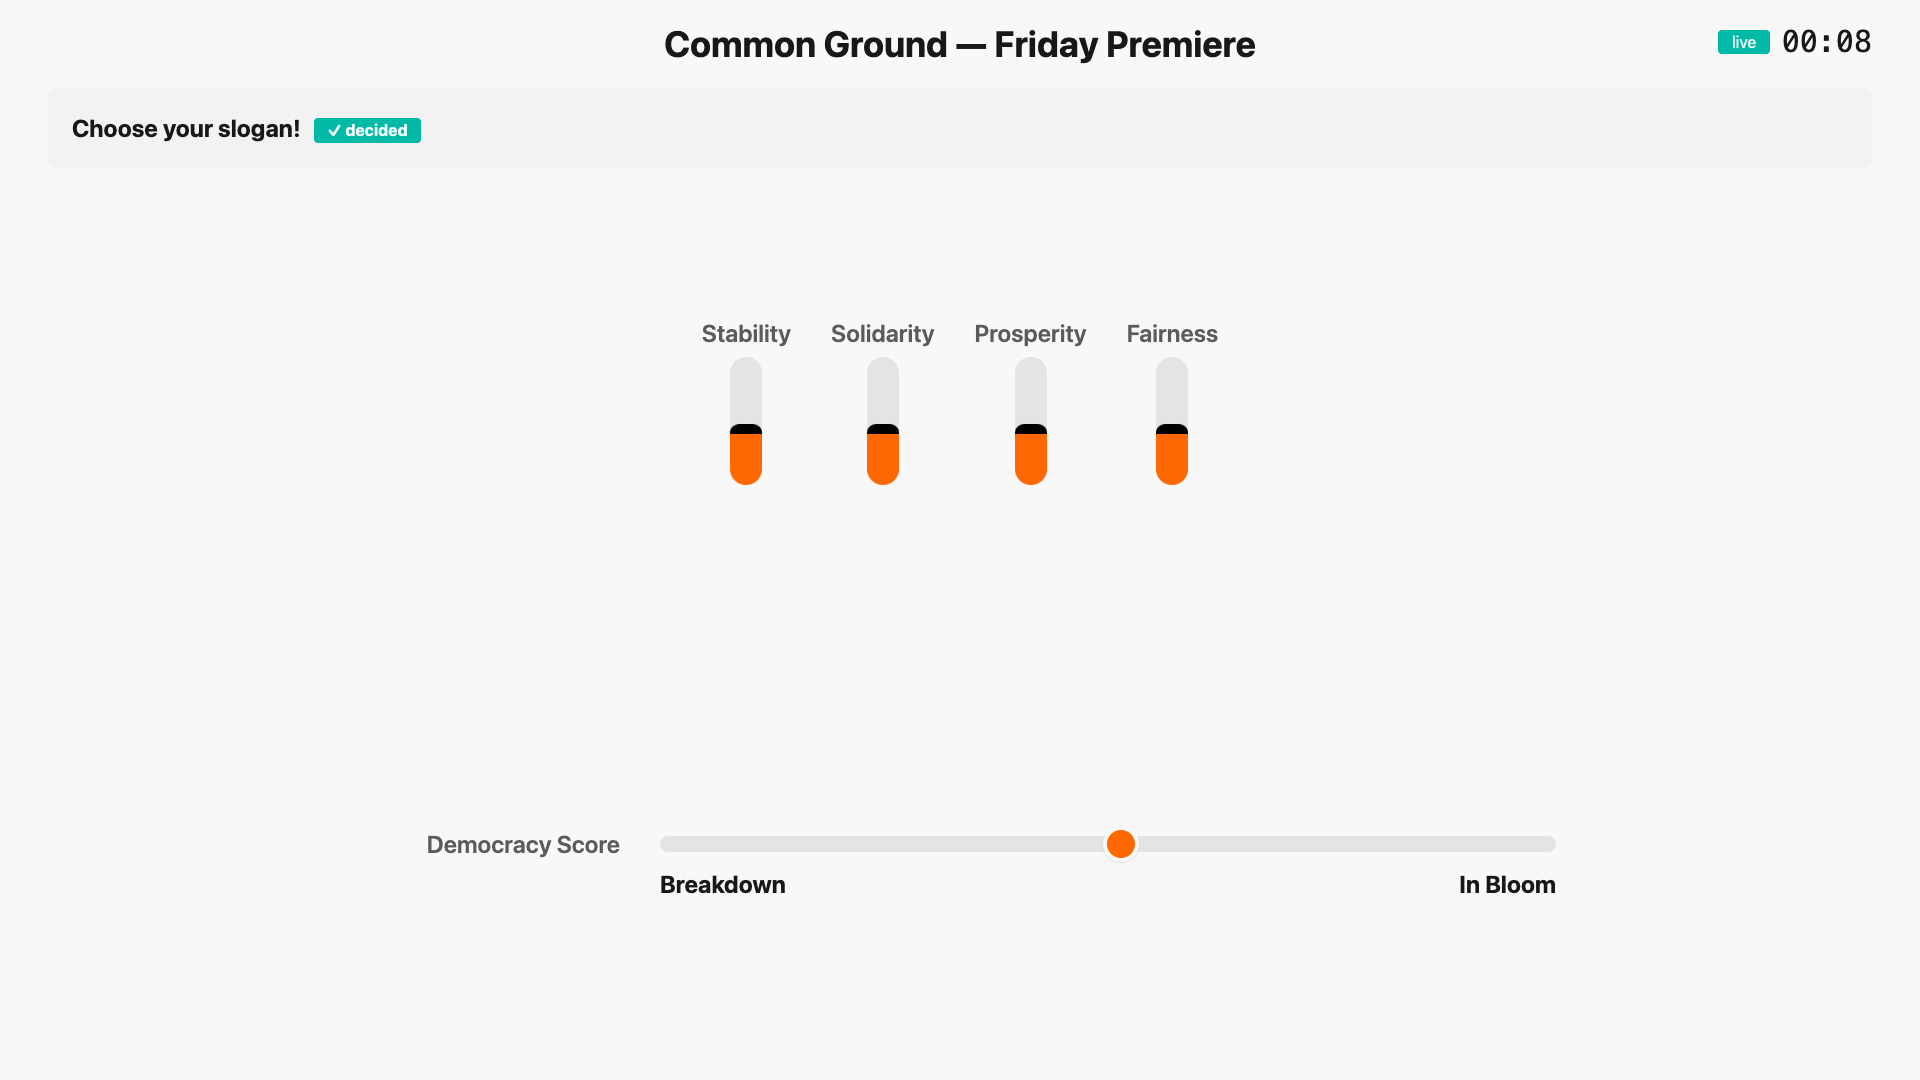 Common Ground — Friday Premiere
live 00:08
Choose your slogan! ✓ decided
Stability Solidarity Prosperity Fairness
Democracy Score
Breakdown In Bloom